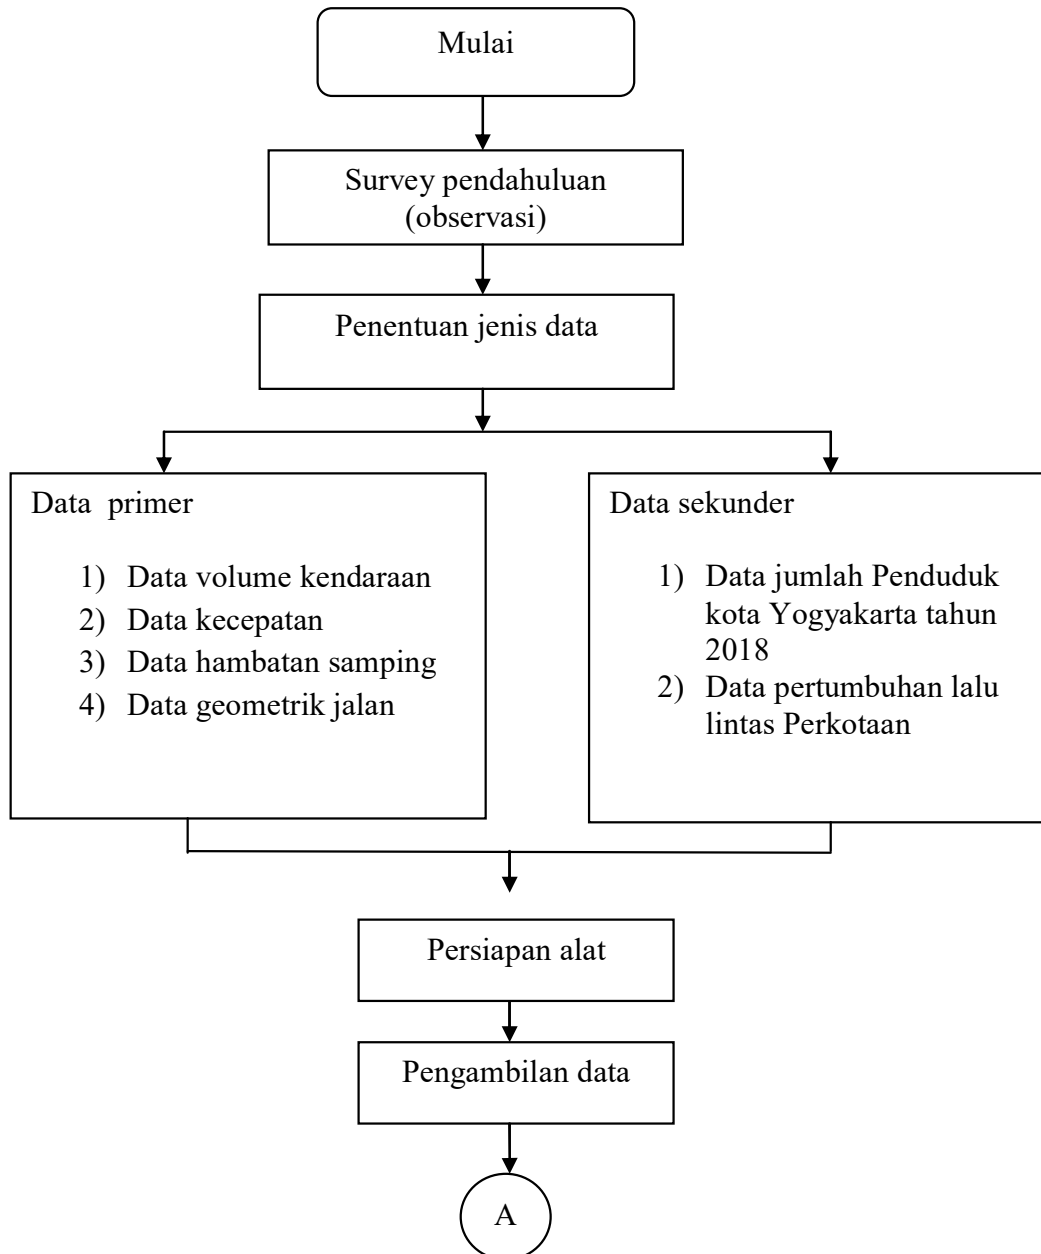 Mulai
Survey pendahuluan
(observasi)
Penentuan jenis data
Data primer
1) Data volume kendaraan
2) Data kecepatan
3) Data hambatan samping
4) Data geometrik jalan
Data sekunder
1) Data jumlah Penduduk
kota Yogyakarta tahun
2018
2) Data pertumbuhan lalu
lintas Perkotaan
Persiapan alat
Pengambilan data
A